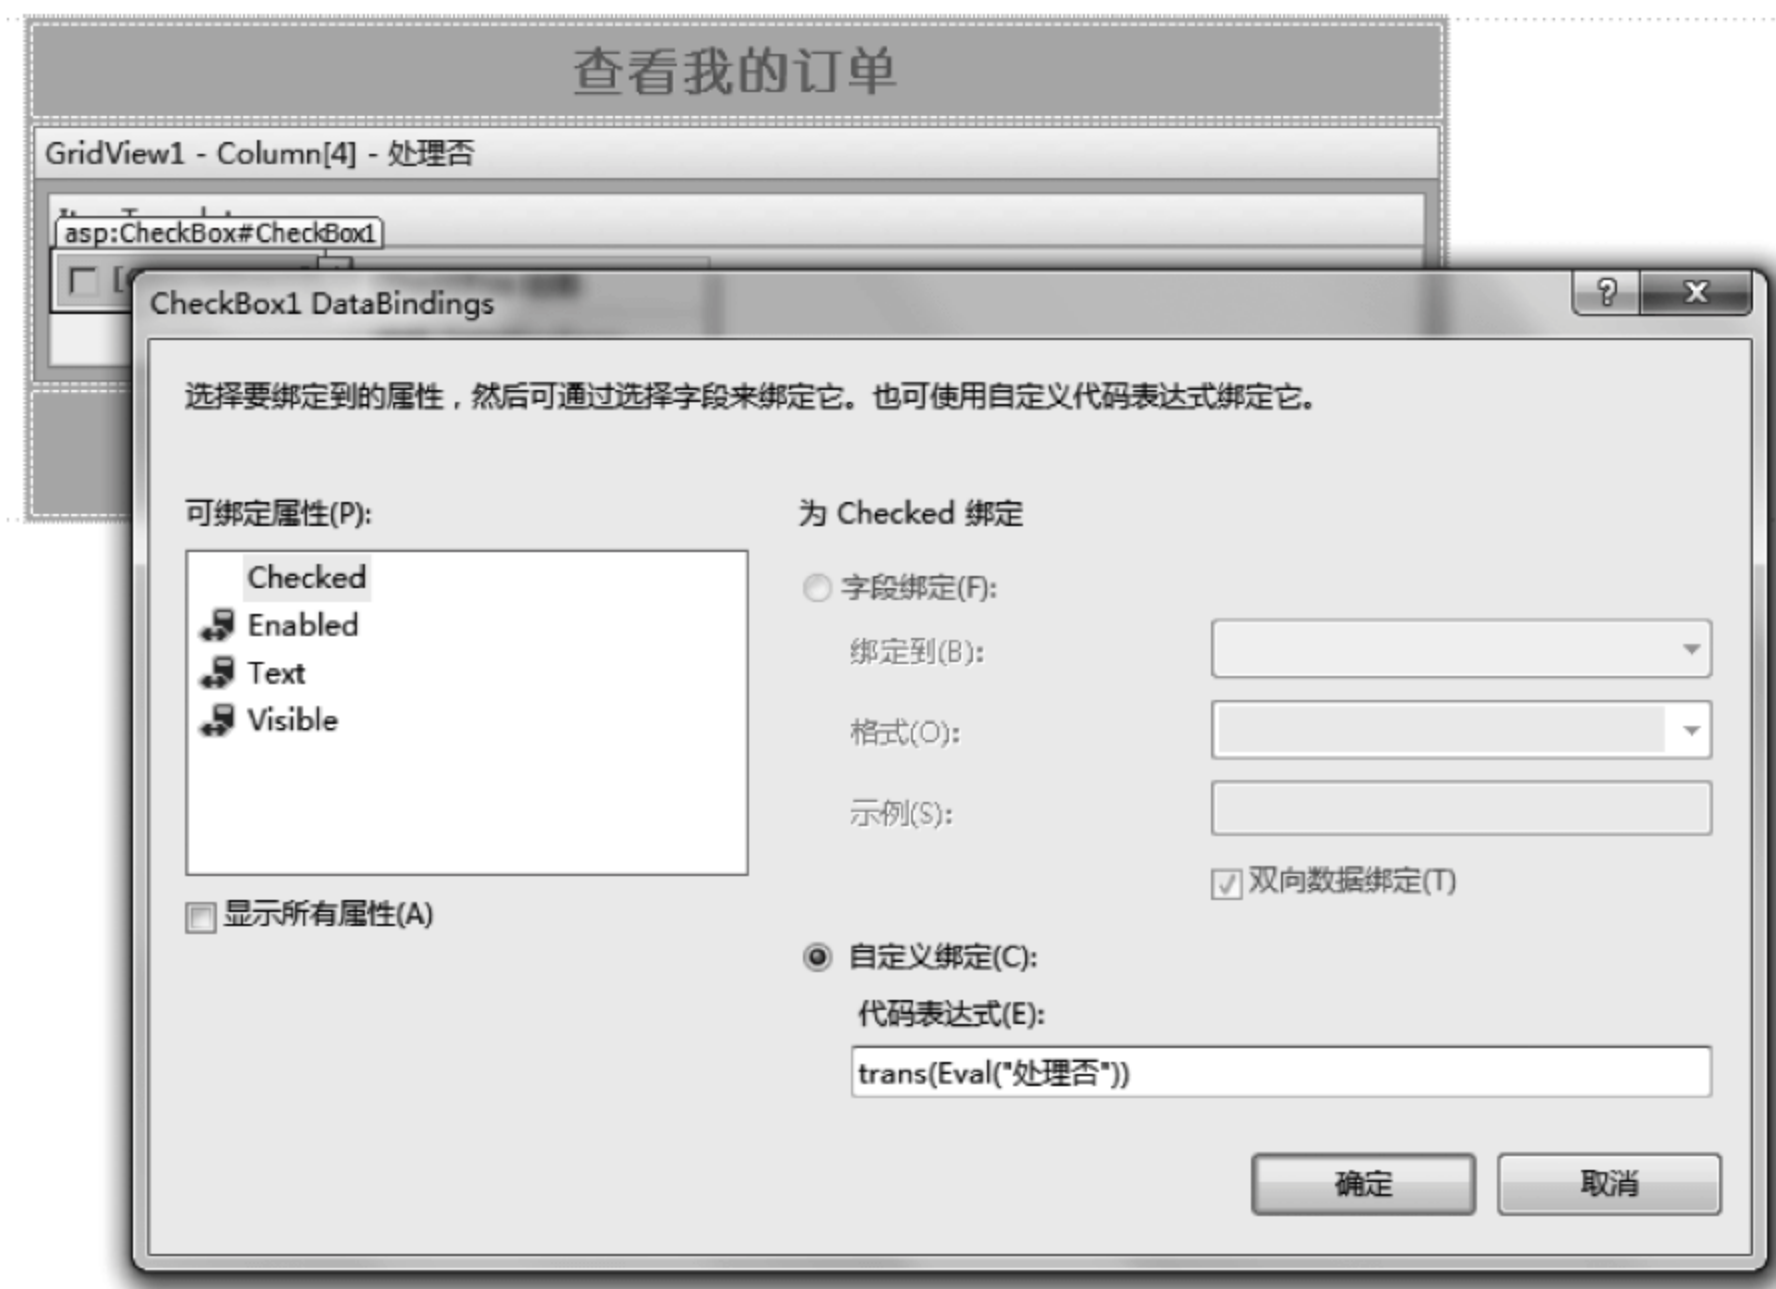 查看我的订单
GridView1 - Column[4] - 处理否
asp:CheckBox#CheckBox1
CheckBox1 DataBindings
?
选择要绑定到的属性，然后可通过选择字段来绑定它。也可使用自定义代码表达式绑定它。
可绑定属性(P):
Checked
Enabled
Text
Visible
显示所有属性(A)
为 Checked 绑定
字段绑定(F):
绑定到(B):
格式(O):
示例(S):
双向数据绑定(T)
自定义绑定(C):
代码表达式(E):
trans(Eval("处理否"))
确定
取消